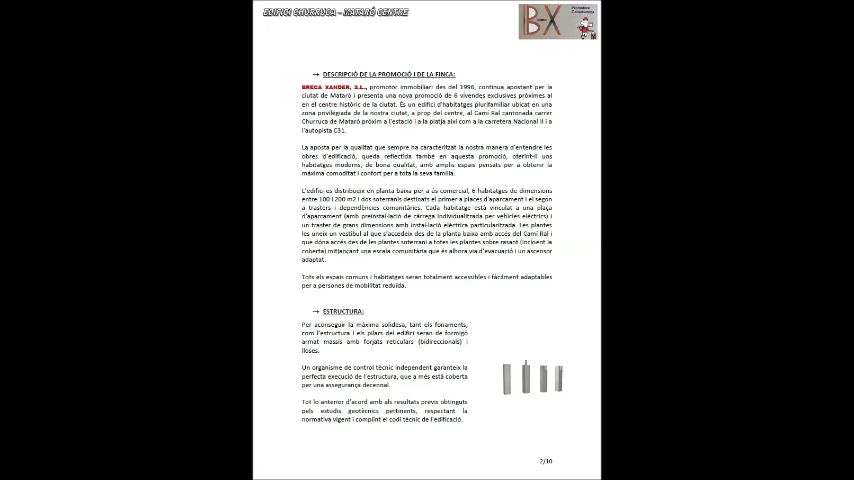 EDIFICI CHURRUCA – MATARÓ CENTRE
B-X
→ DESCRIPCIÓ DE LA PROMOCIÓ I DE LA FINCA:
BRECA XANDER, S.L., promotor immobiliari des del 1996, continua apostant per la
ciutat de Mataró i presenta una nova promoció de 6 vivendes exclusives pròximes al
en el centre històric de la ciutat. És un edifici d'habitatges plurifamiliar ubicat en una
zona privilegiada de la nostra ciutat, a prop del centre, al Camí Ral cantonada carrer
Churruca de Mataró pròxim a l'estació i a la platja així com a la carretera Nacional II i a
l'autopista C31.
La aposta per la qualitat que sempre ha caracteritzat la nostra manera d'entendre les
obres d'edificació, queda reflectida també en aquesta promoció, oferint-li uns
habitatges moderns, de bona qualitat, amb amplis espais pensats per a obtenir la
màxima comoditat i confort per a tota la seva família.
L'edifici es distribueix en planta baixa per a ús comercial, 6 habitatges de dimensions
entre 100 i 200 m2 i dos soterranis destinats el primer a places d'aparcament i el segon
a trasters i dependències comunitàries. Cada habitatge està vinculat a una plaça
d'aparcament (amb preinstal·lació de càrrega individualitzada per vehicles elèctrics) i
un traster de grans dimensions amb instal·lació elèctrica particularitzada. Les plantes
les uneix un vestíbul al que s'accedeix des de la planta baixa amb accés del Camí Ral i
que dóna accés des de les plantes soterrani a totes les plantes sobre rasant (incloent la
coberta) mitjançant una escala comunitària que és alhora via d'evacuació i un ascensor
adaptat.
Tots els espais comuns i habitatges seran totalment accessibles i fàcilment adaptables
per a persones de mobilitat reduïda.
→ ESTRUCTURA:
Per aconseguir la màxima solidesa, tant els fonaments,
com l'estructura i els pilars del edifici seran de formigó
armat massís amb forjats reticulars (bidireccionals) i
lloses.
Un organisme de control tècnic independent garanteix la
perfecta execució de l'estructura, que a més està coberta
per una assegurança decennal.
Tot lo anterior d'acord amb als resultats previs obtinguts
pels estudis geotècnics pertinents, respectant la
normativa vigent i complint el codi tècnic de l'edificació.
2/10